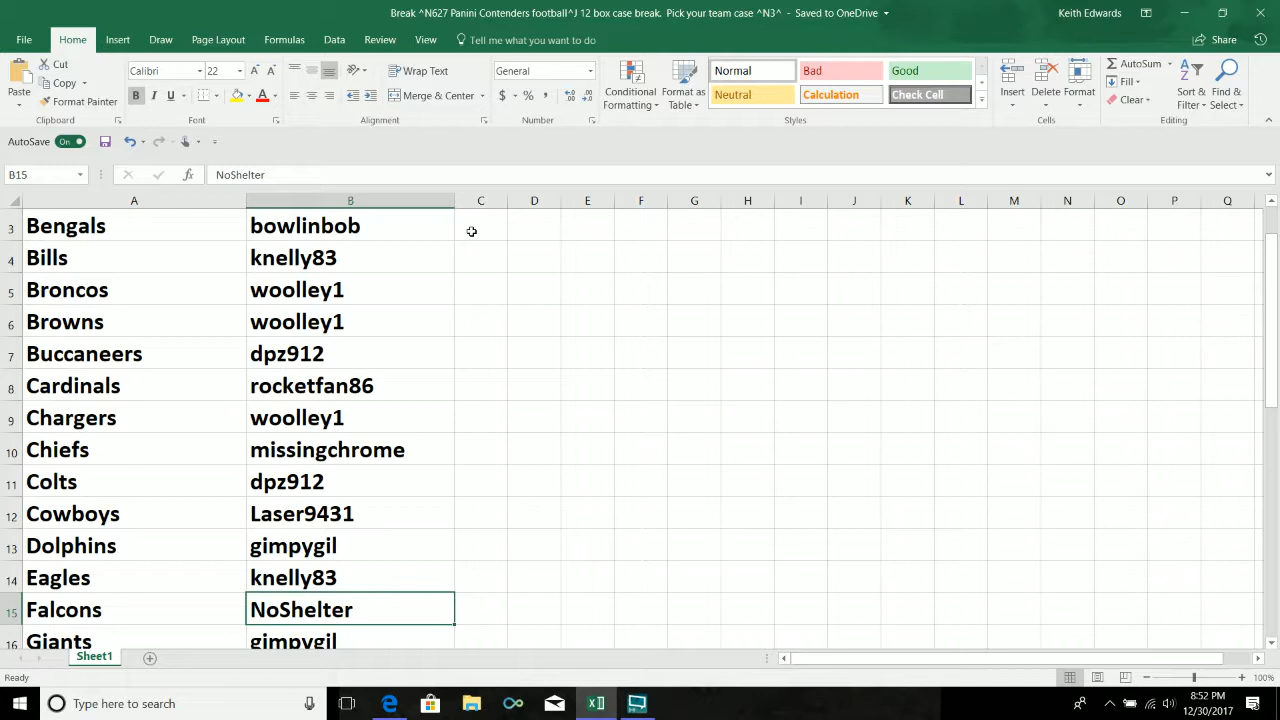 Break ^N627 Panini Contenders football^J 12 box case break. Pick your team case ^N3^ - Saved to OneDrive
Keith Edwards
File Home Insert Draw Page Layout Formulas Data Review View Tell me what you want to do Share
Paste Cut Copy Format Painter Clipboard
Calibri 22 A A B I U A Font
Wrap Text Merge & Center Alignment
General $ % , Number
Conditional Formatting Format as Table
Normal Bad Good
Neutral Calculation Check Cell
Styles
Insert Delete Format Cells
AutoSum Fill Clear Sort & Filter Find & Select Editing
AutoSave On
B15 fx NoShelter
A B C D E F G H I J K L M N O P Q
3 Bengals bowlinbob
4 Bills knelly83
5 Broncos woolley1
6 Browns woolley1
7 Buccaneers dpz912
8 Cardinals rocketfan86
9 Chargers woolley1
10 Chiefs missingchrome
11 Colts dpz912
12 Cowboys Laser9431
13 Dolphins gimpygil
14 Eagles knelly83
15 Falcons NoShelter
16 Giants gimpygil
Sheet1
Ready 100%
Type here to search
8:52 PM
12/30/2017